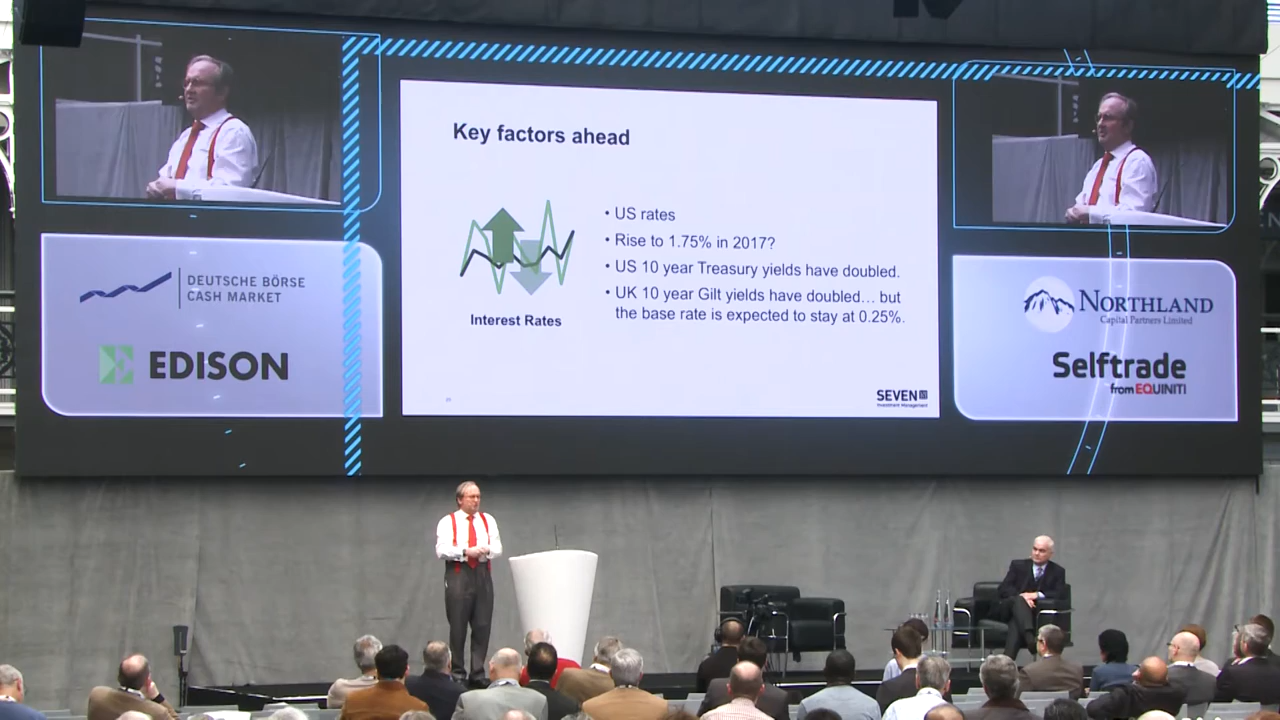 Key factors ahead
• US rates
• Rise to 1.75% in 2017?
• US 10 year Treasury yields have doubled.
• UK 10 year Gilt yields have doubled... but
the base rate is expected to stay at 0.25%.
Interest Rates
SEVEN
Investment Management
DEUTSCHE BÖRSE
CASH MARKET
EDISON
NORTHLAND
Capital Partners Limited
Selftrade
from EQUINITI